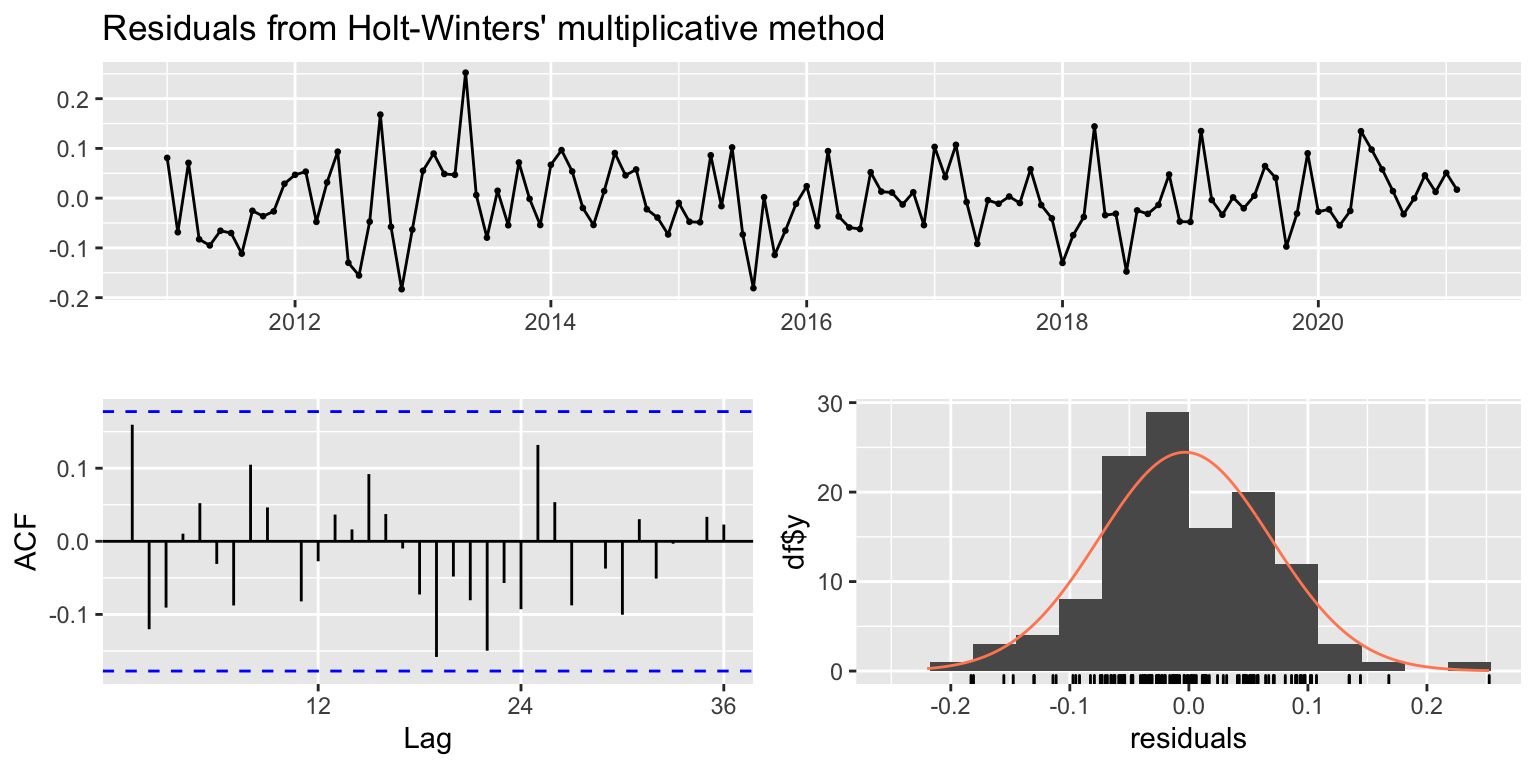 Residuals from Holt-Winters' multiplicative method
0.2
0.1
0.0
-0.1
-0.2
2012 2014 2016 2018 2020
ACF
0.1
0.0
-0.1
12 24 36
Lag
df$y
30
20
10
0
-0.2 -0.1 0.0 0.1 0.2
residuals